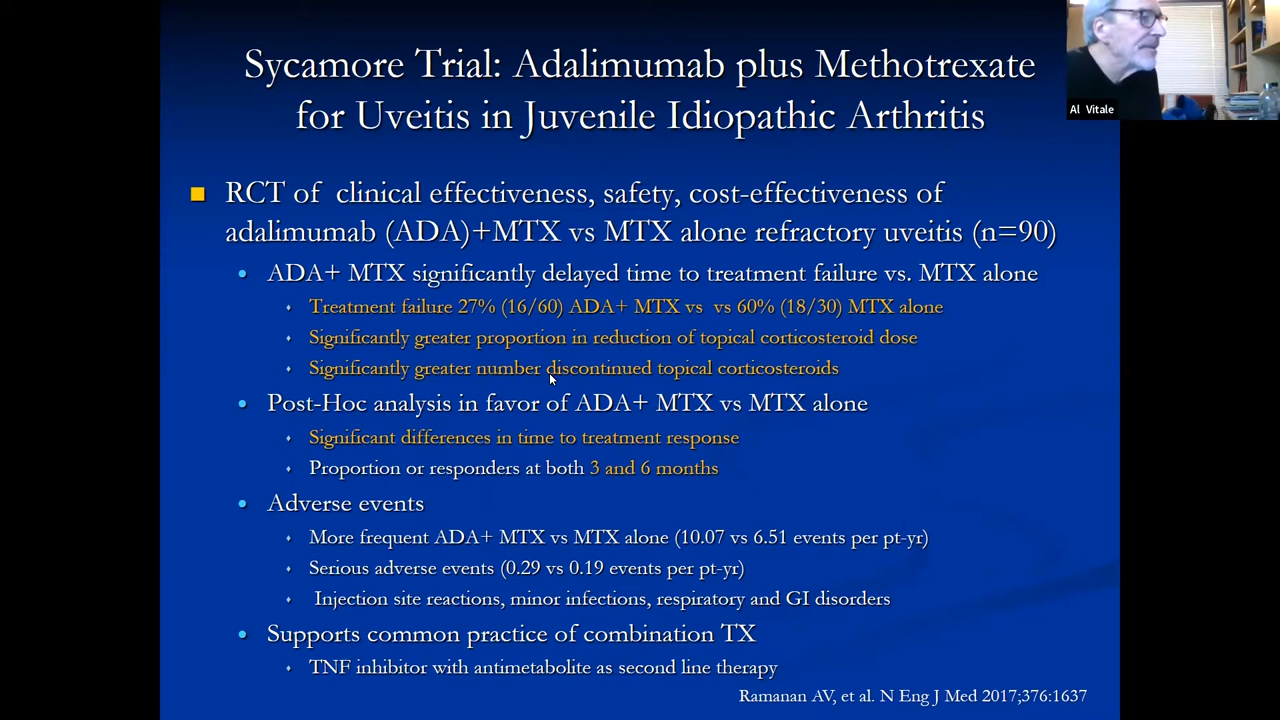 Sycamore Trial: Adalimumab plus Methotrexate
for Uveitis in Juvenile Idiopathic Arthritis
Al Vitale
RCT of clinical effectiveness, safety, cost-effectiveness of
adalimumab (ADA)+MTX vs MTX alone refractory uveitis (n=90)
ADA+ MTX significantly delayed time to treatment failure vs. MTX alone
Treatment failure 27% (16/60) ADA+ MTX vs vs 60% (18/30) MTX alone
Significantly greater proportion in reduction of topical corticosteroid dose
Significantly greater number discontinued topical corticosteroids
Post-Hoc analysis in favor of ADA+ MTX vs MTX alone
Significant differences in time to treatment response
Proportion or responders at both 3 and 6 months
Adverse events
More frequent ADA+ MTX vs MTX alone (10.07 vs 6.51 events per pt-yr)
Serious adverse events (0.29 vs 0.19 events per pt-yr)
Injection site reactions, minor infections, respiratory and GI disorders
Supports common practice of combination TX
TNF inhibitor with antimetabolite as second line therapy
Ramanan AV, et al. N Eng J Med 2017;376:1637